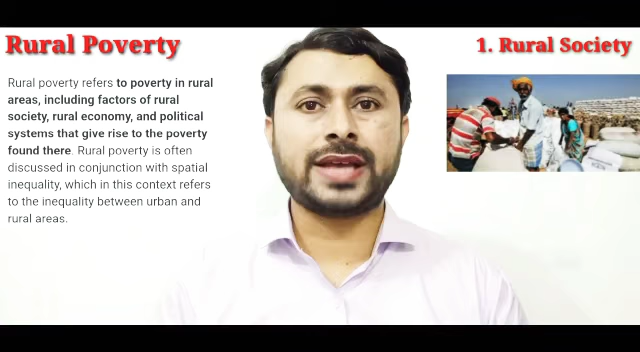 Rural Poverty
1. Rural Society
Rural poverty refers to poverty in rural
areas, including factors of rural
society, rural economy, and political
systems that give rise to the poverty
found there. Rural poverty is often
discussed in conjunction with spatial
inequality, which in this context refers
to the inequality between urban and
rural areas.